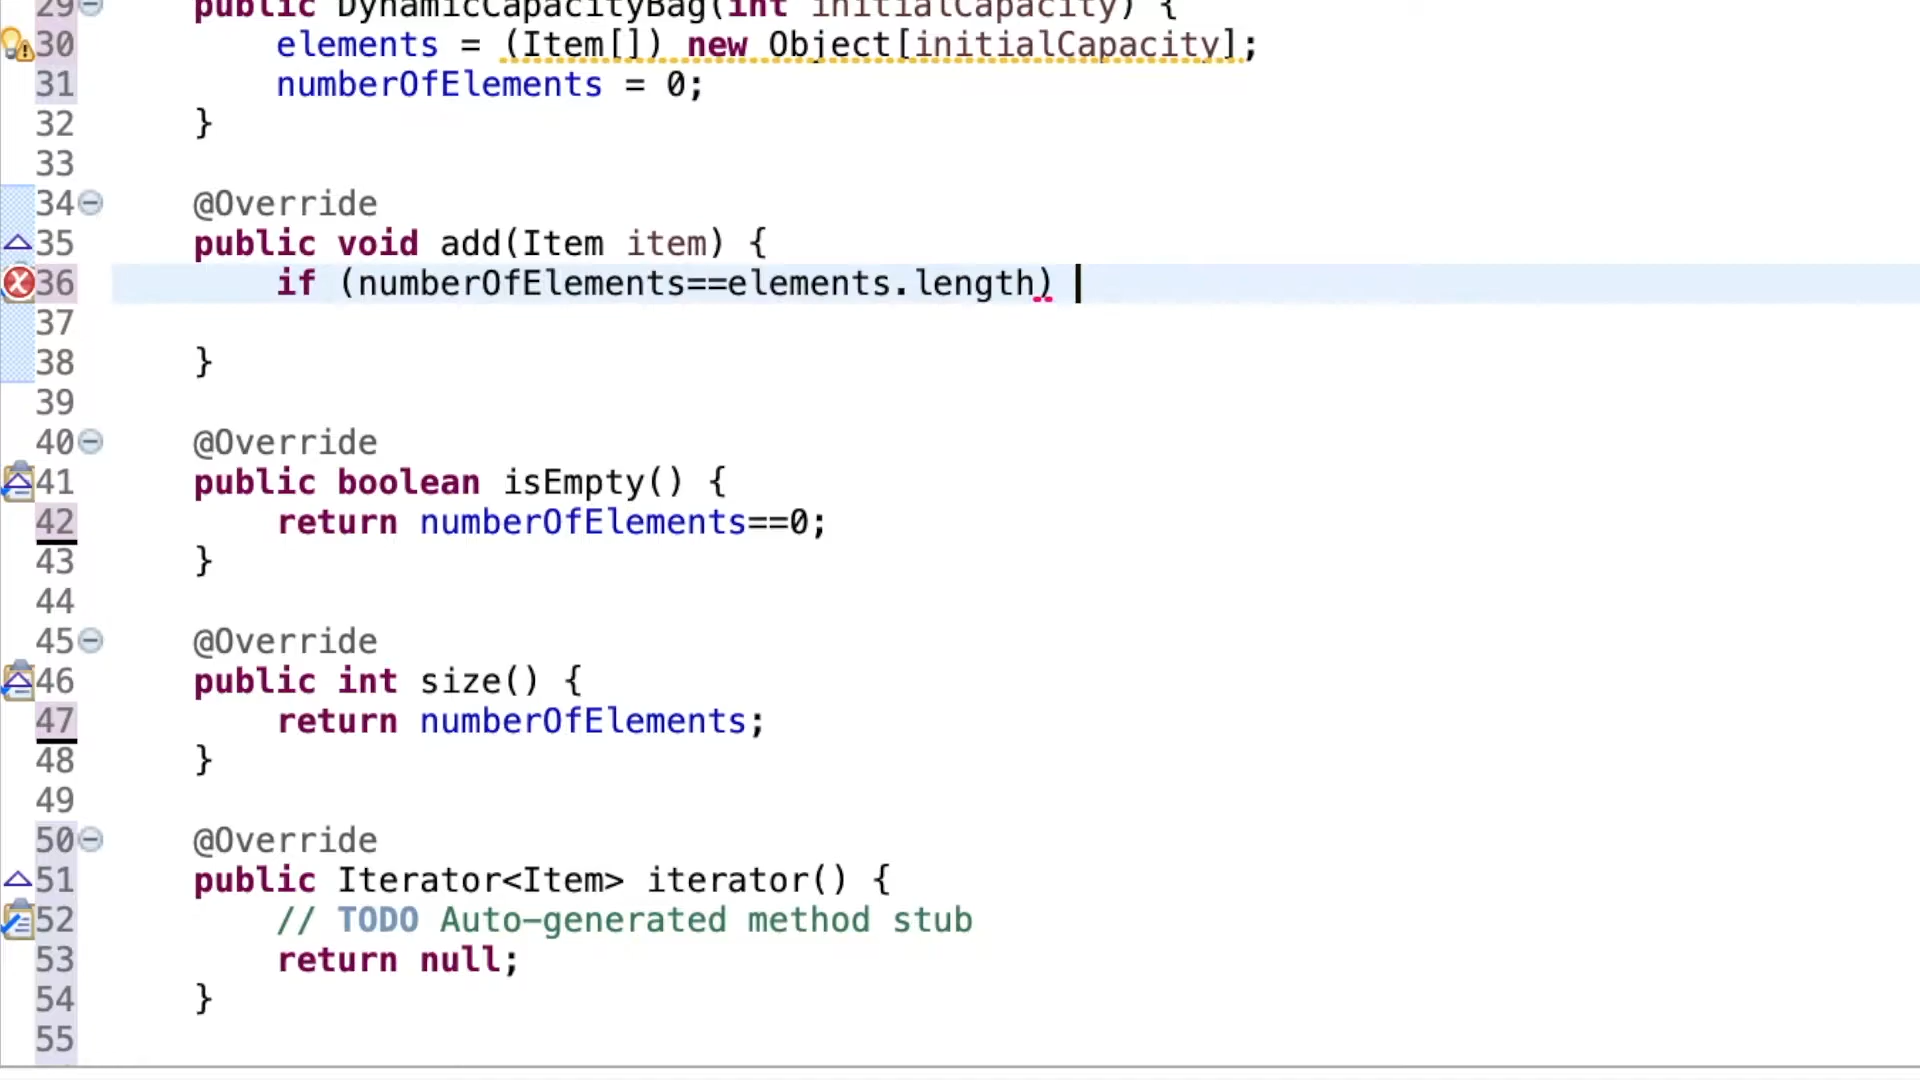 29 public DynamicCapacityBag(int initialCapacity) {
30 elements = (Item[]) new Object[initialCapacity];
31 numberOfElements = 0;
32 }
33
34 @Override
35 public void add(Item item) {
36 if (numberOfElements==elements.length)
37
38 }
39
40 @Override
41 public boolean isEmpty() {
42 return numberOfElements==0;
43 }
44
45 @Override
46 public int size() {
47 return numberOfElements;
48 }
49
50 @Override
51 public Iterator<Item> iterator() {
52 // TODO Auto-generated method stub
53 return null;
54 }
55